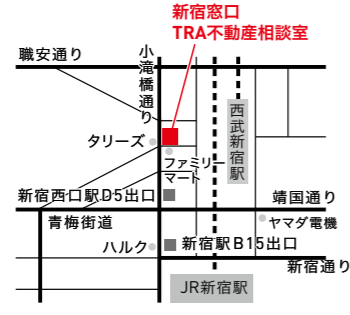 新宿窓口
TRA不動産相談室
職安通り
小滝橋通り
西武新宿駅
タリーズ
ファミリー
マート
新宿西口駅D5出口
靖国通り
青梅街道
ヤマダ電機
ハルク
新宿駅B15出口
新宿通り
JR新宿駅